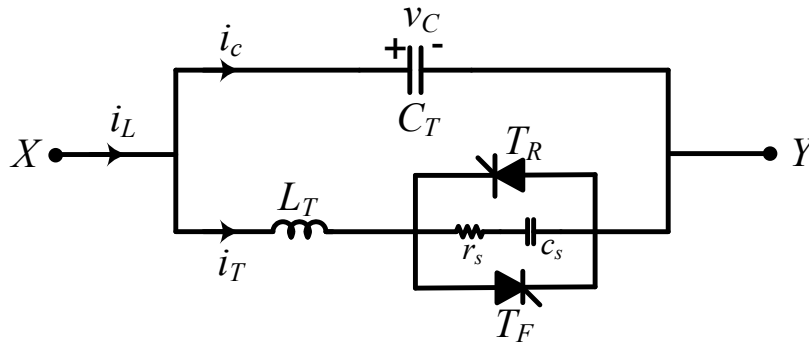 v_C
i_c
+ -
C_T
i_L
X
Y
T_R
L_T
r_s
c_s
i_T
T_F